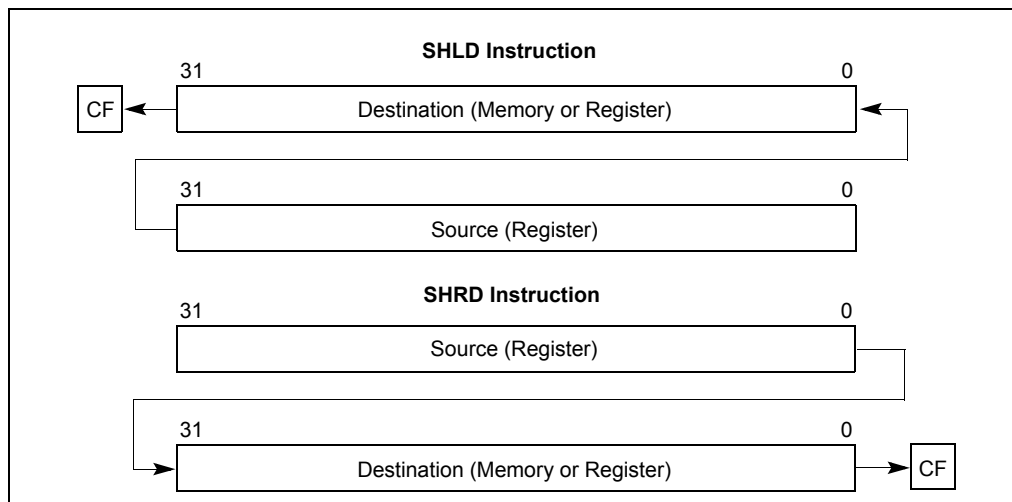 SHLD Instruction
31 0
CF Destination (Memory or Register)
31 0
Source (Register)
SHRD Instruction
31 0
Source (Register)
31 0
Destination (Memory or Register) CF